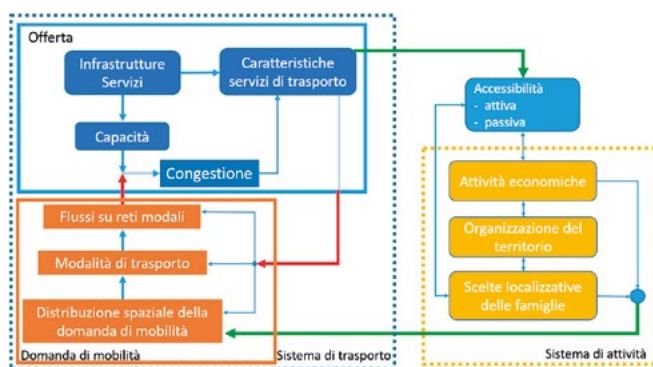 Offerta
Infrastrutture
Servizi
Caratteristiche
servizi di trasporto
Capacità
Congestione
Accessibilità
- attiva
- passiva
Attività economiche
Organizzazione del
territorio
Scelte localizzative
delle famiglie
Flussi su reti modali
Modalità di trasporto
Distribuzione spaziale della
domanda di mobilità
Domanda di mobilità
Sistema di trasporto
Sistema di attività